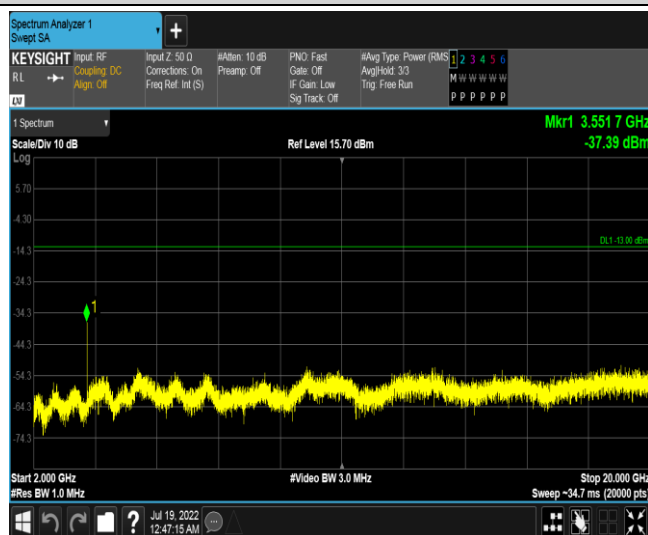 Spectrum Analyzer 1
Swept SA
KEYSIGHT
RL
LXI
Input: RF
Coupling: DC
Align: Off
Input Z: 50 Ω
Corrections: On
Freq Ref: Int (S)
#Atten: 10 dB
Preamp: Off
PNO: Fast
Gate: Off
IF Gain: Low
Sig Track: Off
#Avg Type: Power (RMS
Avg|Hold: 3/3
Trig: Free Run
1 2 3 4 5 6
M W W W W W
P P P P P P
1 Spectrum
Scale/Div 10 dB
Log
Ref Level 15.70 dBm
Mkr1 3.551 7 GHz
-37.39 dBm
5.70
-4.30
DL1 -13.00 dBm
-14.3
-24.3
1
-34.3
-44.3
-54.3
-64.3
-74.3
Start 2.000 GHz
#Res BW 1.0 MHz
#Video BW 3.0 MHz
Stop 20.000 GHz
Sweep ~34.7 ms (20000 pts)
?
Jul 19, 2022
12:47:15 AM